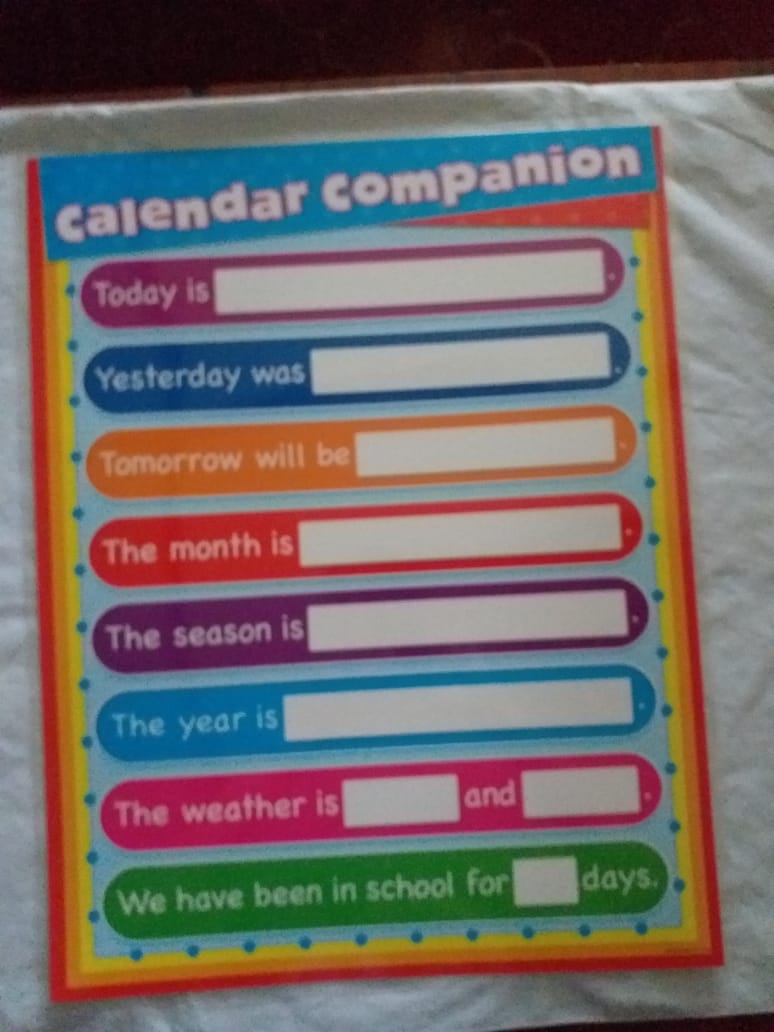 Calendar Companion
Today is .
Yesterday was .
Tomorrow will be .
The month is .
The season is .
The year is .
The weather is and .
We have been in school for days.